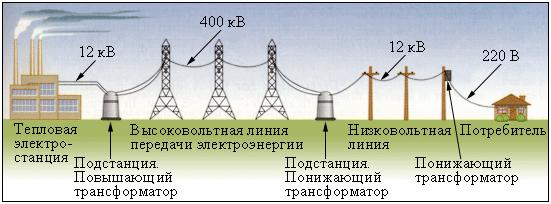 400 кВ
12 кВ
12 кВ
220 В
Тепловая
электро-
станция
Высоковольтная линия
передачи электроэнергии
Низковольтная
линия
Потребитель
Подстанция.
Повышающий
трансформатор
Подстанция.
Понижающий
трансформатор
Понижающий
трансформатор